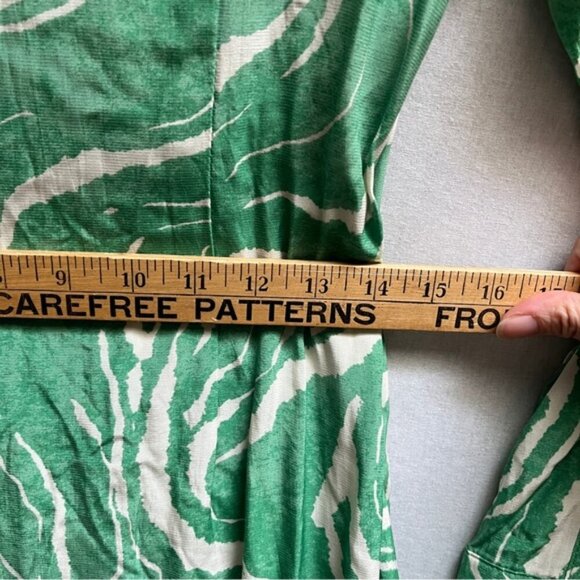 9 10 11 12 13 14 15 16
CAREFREE PATTERNS FRO